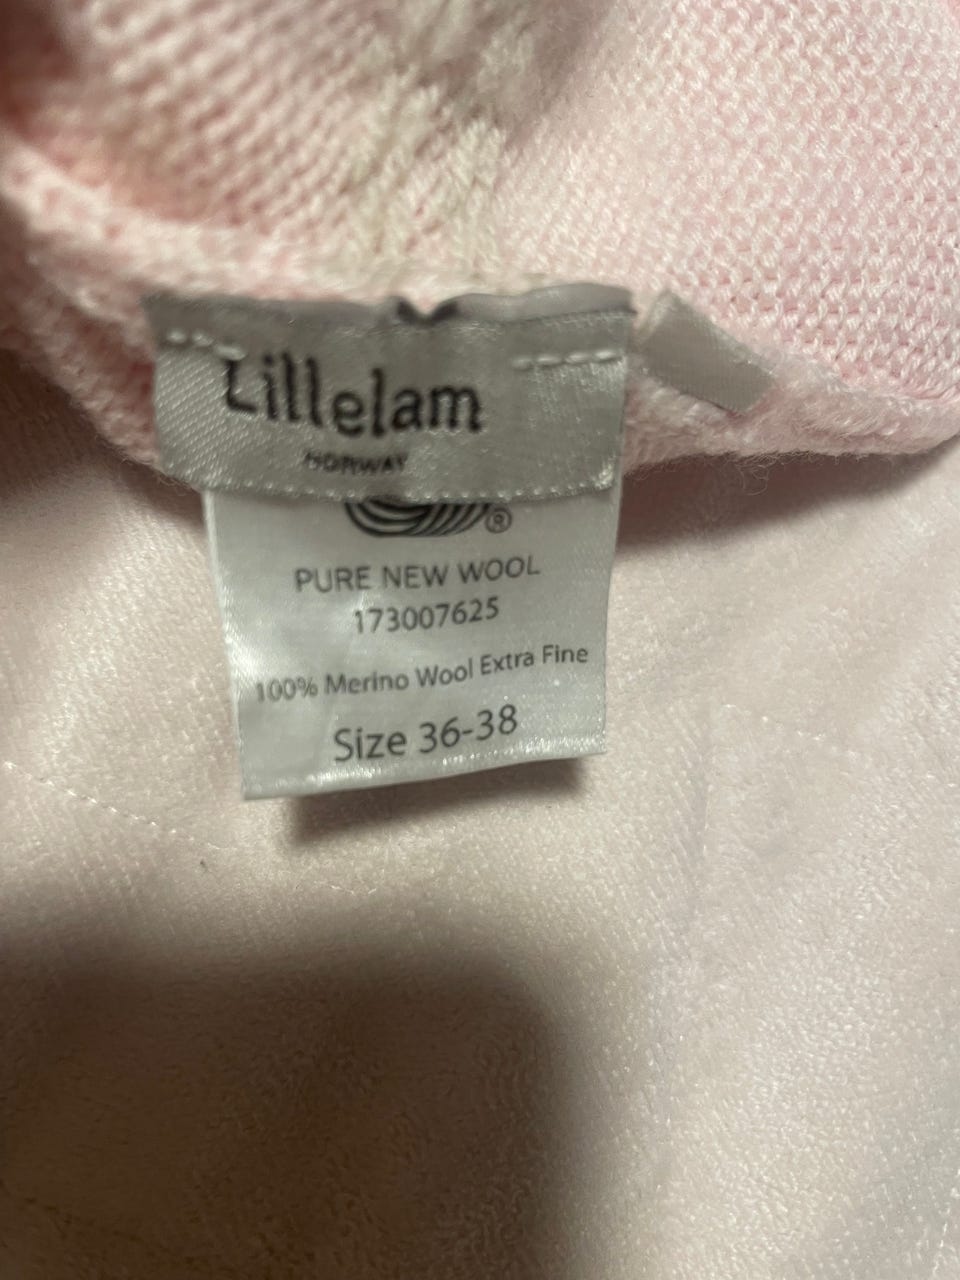 Lillelam
NORWAY
®
PURE NEW WOOL
173007625
100% Merino Wool Extra Fine
Size 36-38